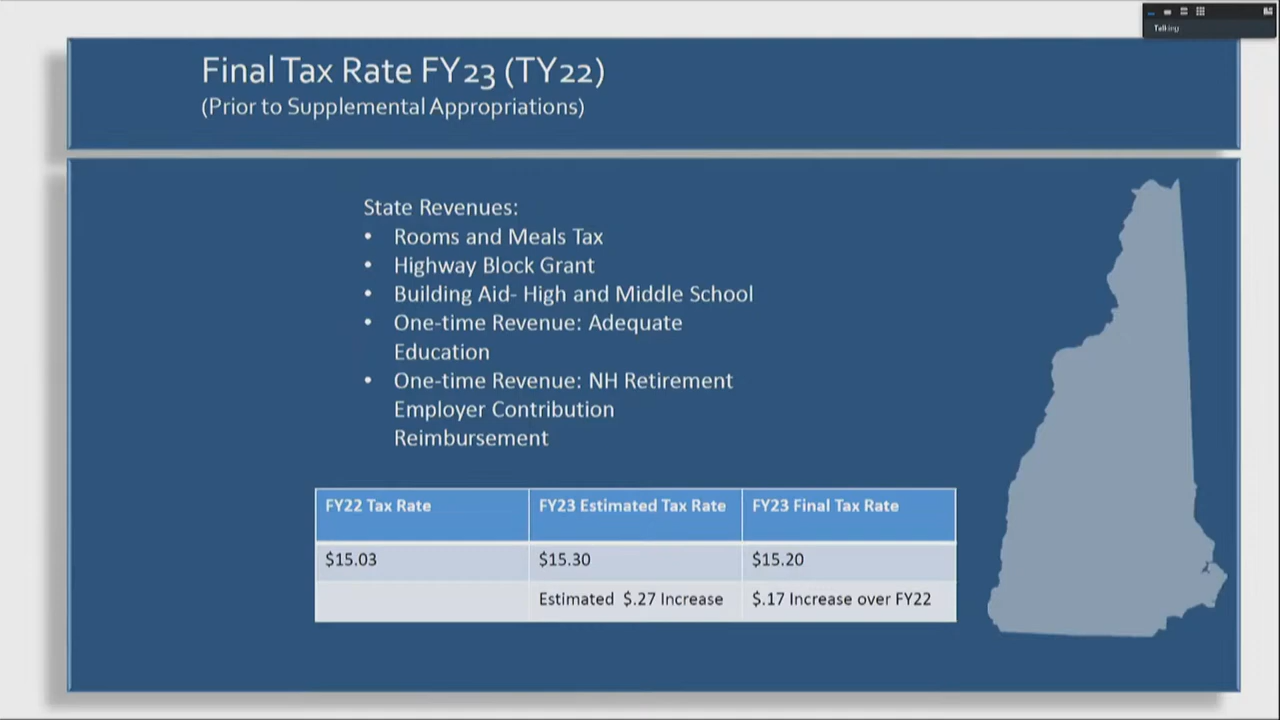 Talking
Final Tax Rate FY23 (TY22)
(Prior to Supplemental Appropriations)
State Revenues:
• Rooms and Meals Tax
• Highway Block Grant
• Building Aid- High and Middle School
• One-time Revenue: Adequate
Education
• One-time Revenue: NH Retirement
Employer Contribution
Reimbursement
FY22 Tax Rate FY23 Estimated Tax Rate FY23 Final Tax Rate
$15.03 $15.30 $15.20
Estimated $.27 Increase $.17 Increase over FY22